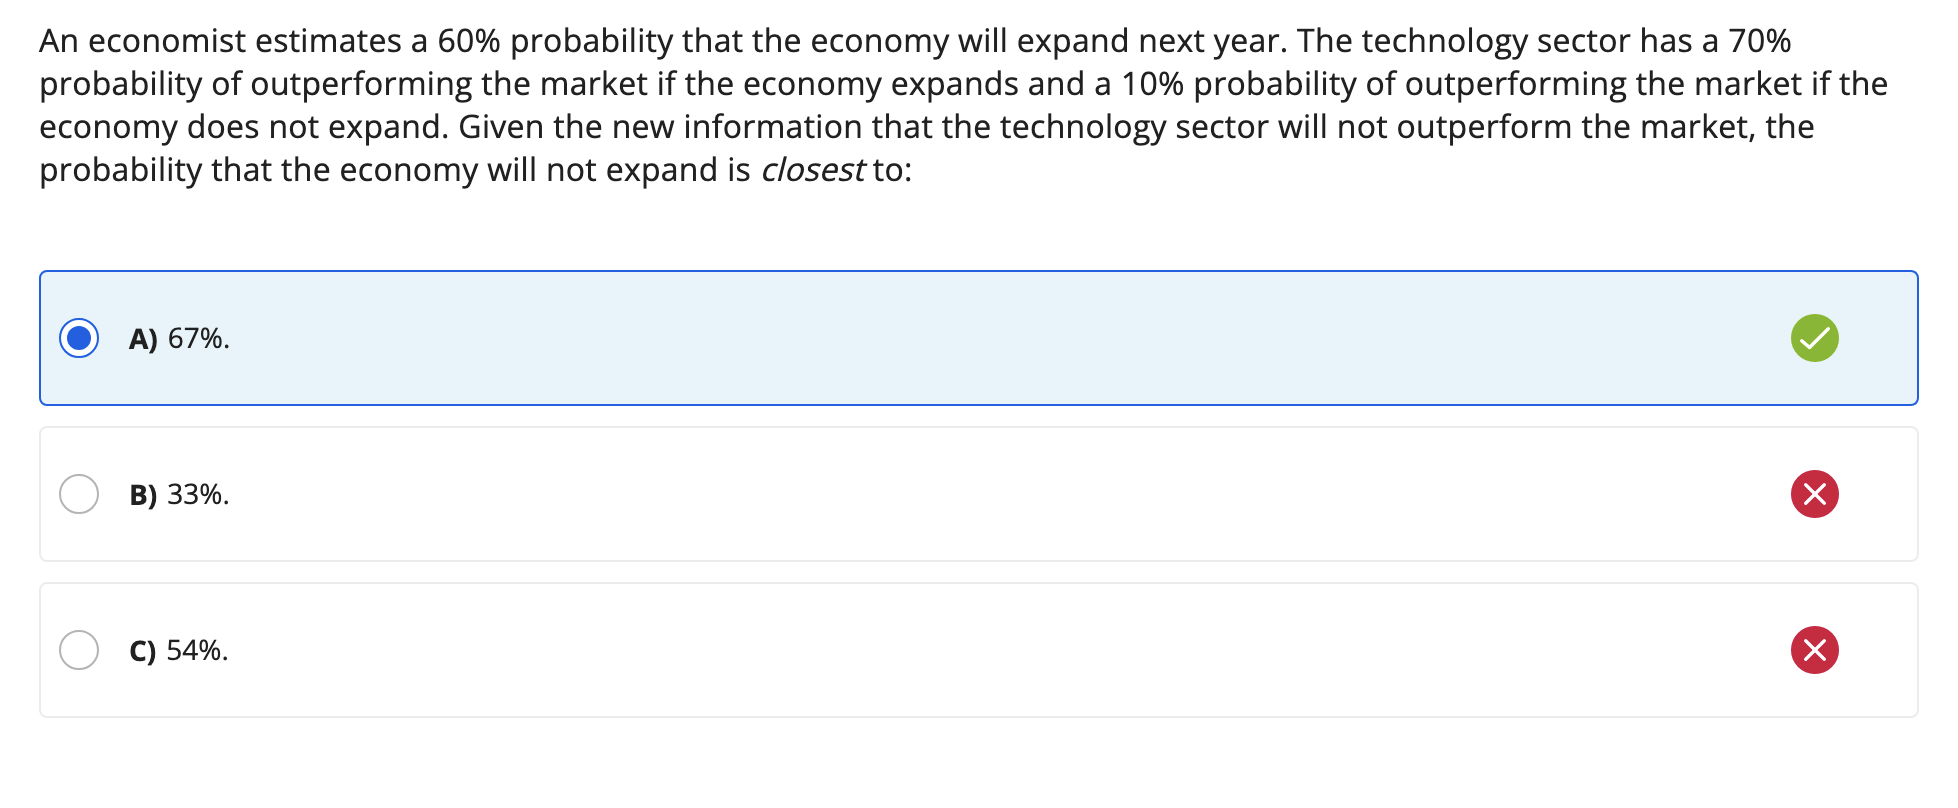 An economist estimates a 60% probability that the economy will expand next year. The technology sector has a 70%
probability of outperforming the market if the economy expands and a 10% probability of outperforming the market if the
economy does not expand. Given the new information that the technology sector will not outperform the market, the
probability that the economy will not expand is closest to:
A) 67%.
B) 33%.
C) 54%.